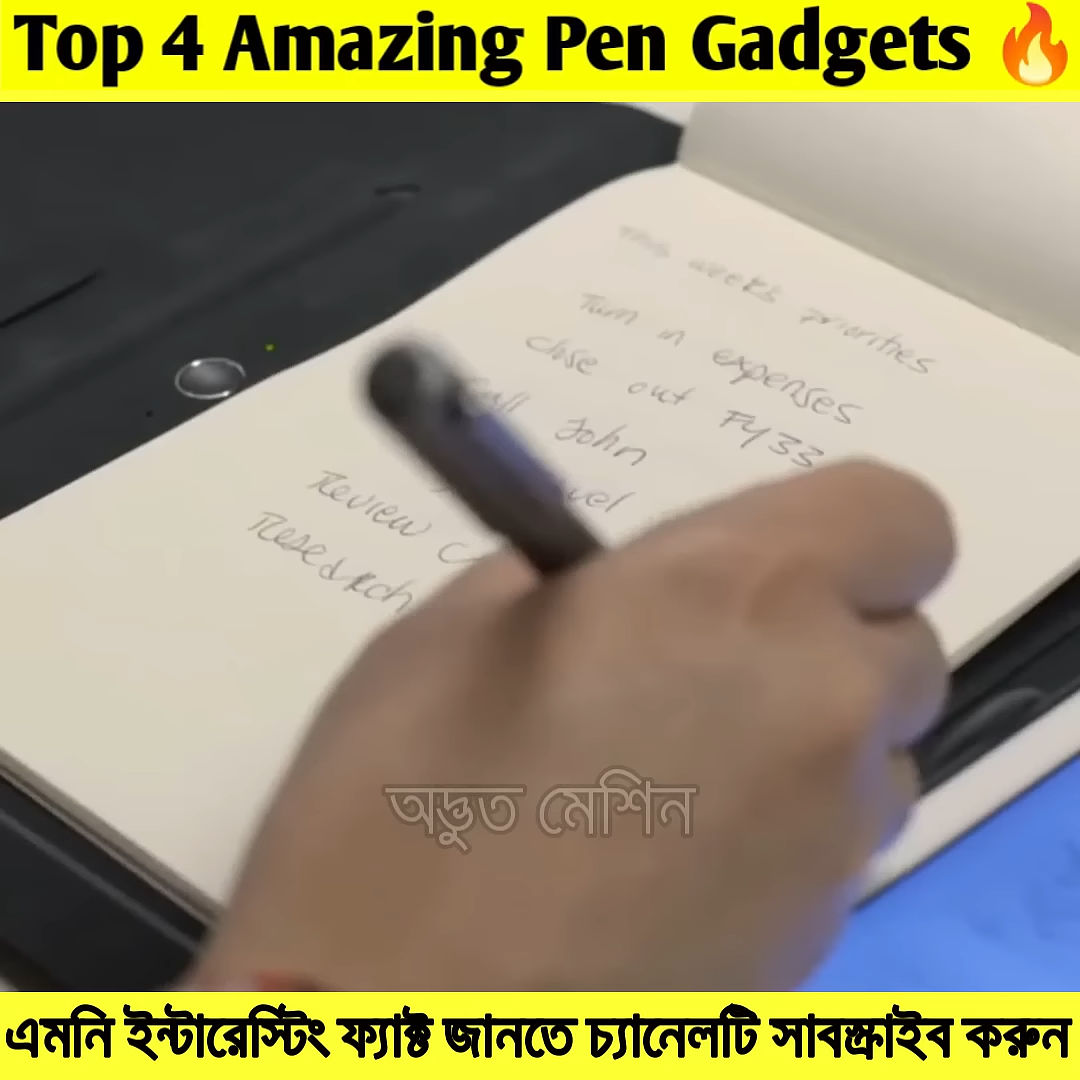 Top 4 Amazing Pen Gadgets 🔥
This weeks priorities
Turn in expenses
close out FY33
Call John
Review
Research
অদ্ভুত মেশিন
এমনি ইন্টারেস্টিং ফ্যাক্ট জানতে চ্যানেলটি সাবস্ক্রাইব করুন